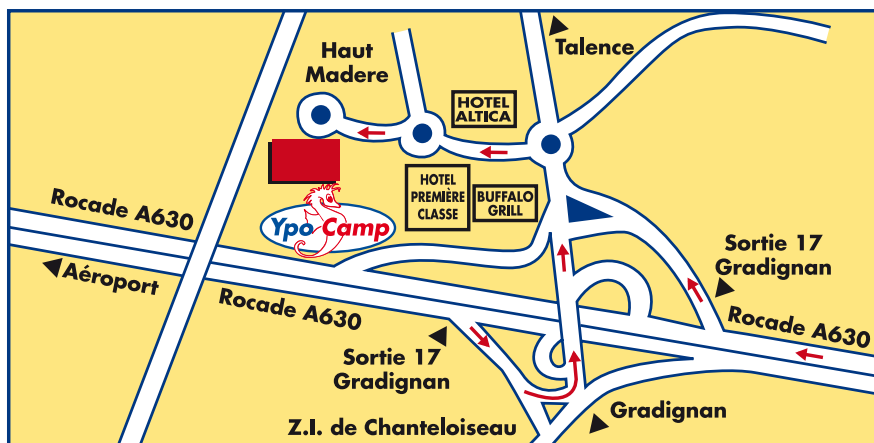 Haut
Madere
Talence
HOTEL
ALTICA
HOTEL
PREMIÈRE
CLASSE
BUFFALO
GRILL
Rocade A630
Ypo Camp
Sortie 17
Gradignan
Aéroport
Rocade A630
Rocade A630
Sortie 17
Gradignan
Gradignan
Z.I. de Chanteloiseau